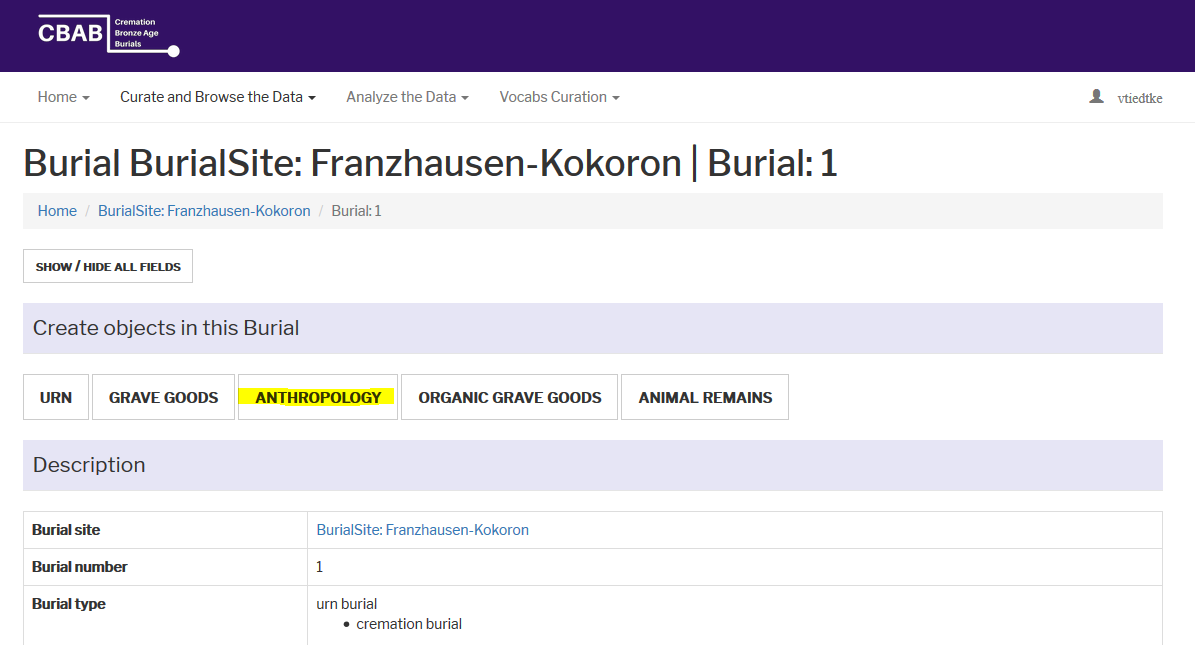 CBAB Cremation
Bronze Age
Burials
Home Curate and Browse the Data Analyze the Data Vocabs Curation vtiedtke
Burial BurialSite: Franzhausen-Kokoron | Burial: 1
Home / BurialSite: Franzhausen-Kokoron / Burial: 1
SHOW / HIDE ALL FIELDS
Create objects in this Burial
URN GRAVE GOODS ANTHROPOLOGY ORGANIC GRAVE GOODS ANIMAL REMAINS
Description
Burial site BurialSite: Franzhausen-Kokoron
Burial number 1
Burial type urn burial
• cremation burial